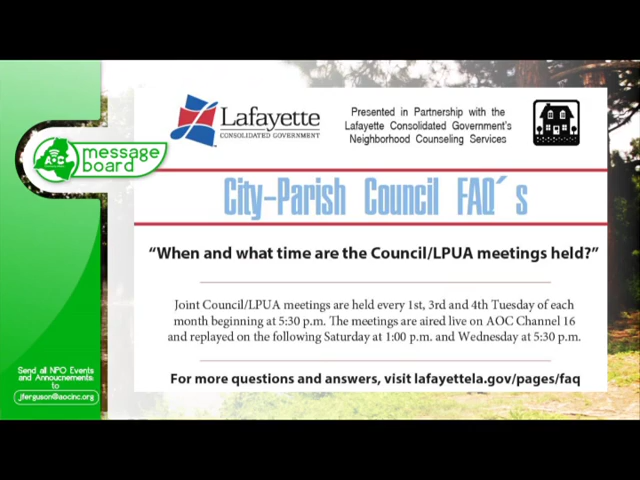 Lafayette
CONSOLIDATED GOVERNMENT
Presented in Partnership with the
Lafayette Consolidated Government's
Neighborhood Counseling Services
AOC
message
board
City-Parish Council FAQ´s
“When and what time are the Council/LPUA meetings held?”
Joint Council/LPUA meetings are held every 1st, 3rd and 4th Tuesday of each
month beginning at 5:30 p.m. The meetings are aired live on AOC Channel 16
and replayed on the following Saturday at 1:00 p.m. and Wednesday at 5:30 p.m.
For more questions and answers, visit lafayettela.gov/pages/faq
Send all NPO Events
and Annoucnements:
to
jferguson@aocinc.org